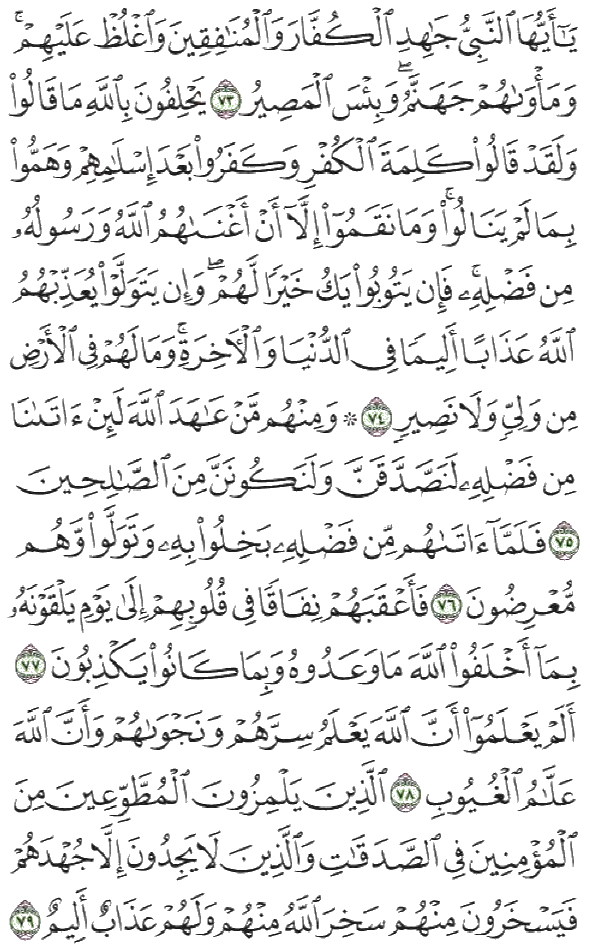 يَٰٓأَيُّهَا ٱلنَّبِيُّ جَٰهِدِ ٱلْكُفَّارَ وَٱلْمُنَٰفِقِينَ وَٱغْلُظْ عَلَيْهِمْ ۚ
وَمَأْوَىٰهُمْ جَهَنَّمُ ۖ وَبِئْسَ ٱلْمَصِيرُ ٧٣ يَحْلِفُونَ بِٱللَّهِ مَا قَالُوا۟
وَلَقَدْ قَالُوا۟ كَلِمَةَ ٱلْكُفْرِ وَكَفَرُوا۟ بَعْدَ إِسْلَٰمِهِمْ وَهَمُّوا۟
بِمَا لَمْ يَنَالُوا۟ ۚ وَمَا نَقَمُوٓا۟ إِلَّآ أَنْ أَغْنَىٰهُمُ ٱللَّهُ وَرَسُولُهُۥ
مِن فَضْلِهِۦ ۚ فَإِن يَتُوبُوا۟ يَكُ خَيْرًا لَّهُمْ ۖ وَإِن يَتَوَلَّوْا۟ يُعَذِّبْهُمُ
ٱللَّهُ عَذَابًا أَلِيمًا فِي ٱلدُّنْيَا وَٱلْءَاخِرَةِ ۚ وَمَا لَهُمْ فِي ٱلْأَرْضِ
مِن وَلِيٍّ وَلَا نَصِيرٍ ٧٤ ۞ وَمِنْهُم مَّنْ عَٰهَدَ ٱللَّهَ لَئِنْ ءَاتَىٰنَا
مِن فَضْلِهِۦ لَنَصَّدَّقَنَّ وَلَنَكُونَنَّ مِنَ ٱلصَّٰلِحِينَ
٧٥ فَلَمَّآ ءَاتَىٰهُم مِّن فَضْلِهِۦ بَخِلُوا۟ بِهِۦ وَتَوَلَّوا۟ وَّهُم
مُّعْرِضُونَ ٧٦ فَأَعْقَبَهُمْ نِفَاقًا فِي قُلُوبِهِمْ إِلَىٰ يَوْمِ يَلْقَوْنَهُۥ
بِمَآ أَخْلَفُوا۟ ٱللَّهَ مَا وَعَدُوهُ وَبِمَا كَانُوا۟ يَكْذِبُونَ ٧٧
أَلَمْ يَعْلَمُوٓا۟ أَنَّ ٱللَّهَ يَعْلَمُ سِرَّهُمْ وَنَجْوَىٰهُمْ وَأَنَّ ٱللَّهَ
عَلَّٰمُ ٱلْغُيُوبِ ٧٨ ٱلَّذِينَ يَلْمِزُونَ ٱلْمُطَّوِّعِينَ مِنَ
ٱلْمُؤْمِنِينَ فِي ٱلصَّدَقَٰتِ وَٱلَّذِينَ لَا يَجِدُونَ إِلَّا جُهْدَهُمْ
فَيَسْخَرُونَ مِنْهُمْ سَخِرَ ٱللَّهُ مِنْهُمْ وَلَهُمْ عَذَابٌ أَلِيمٌ ٧٩